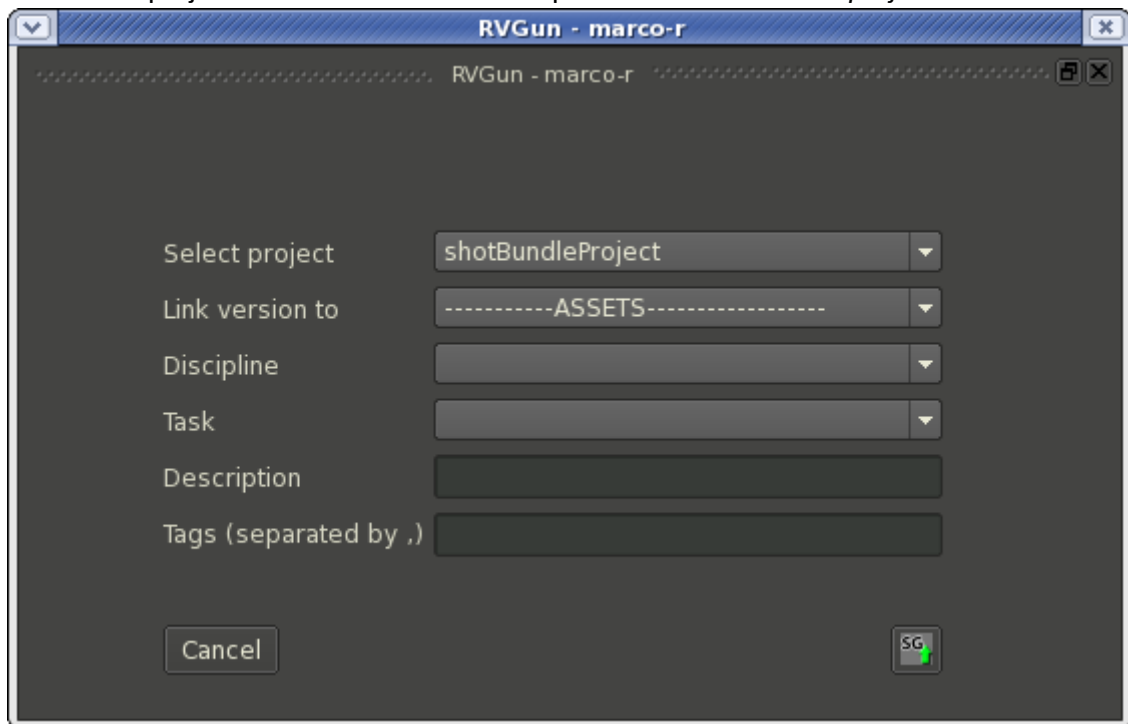 RVGun - marco-r
RVGun - marco-r
Select project shotBundleProject
Link version to -----------ASSETS------------------
Discipline
Task
Description
Tags (separated by ,)
Cancel SG